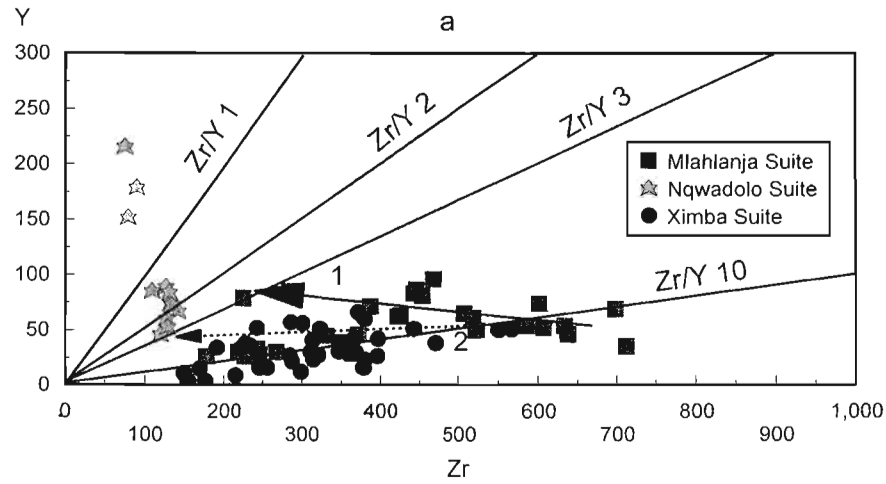 Y
a
300
250
200
150
100
50
0
Zr/Y 1
Zr/Y 2
Zr/Y 3
Zr/Y 10
Mlahlanja Suite
Nqwadolo Suite
Ximba Suite
1
2
0 200 300 400 500 600 700 800 1,000
100 900
Zr